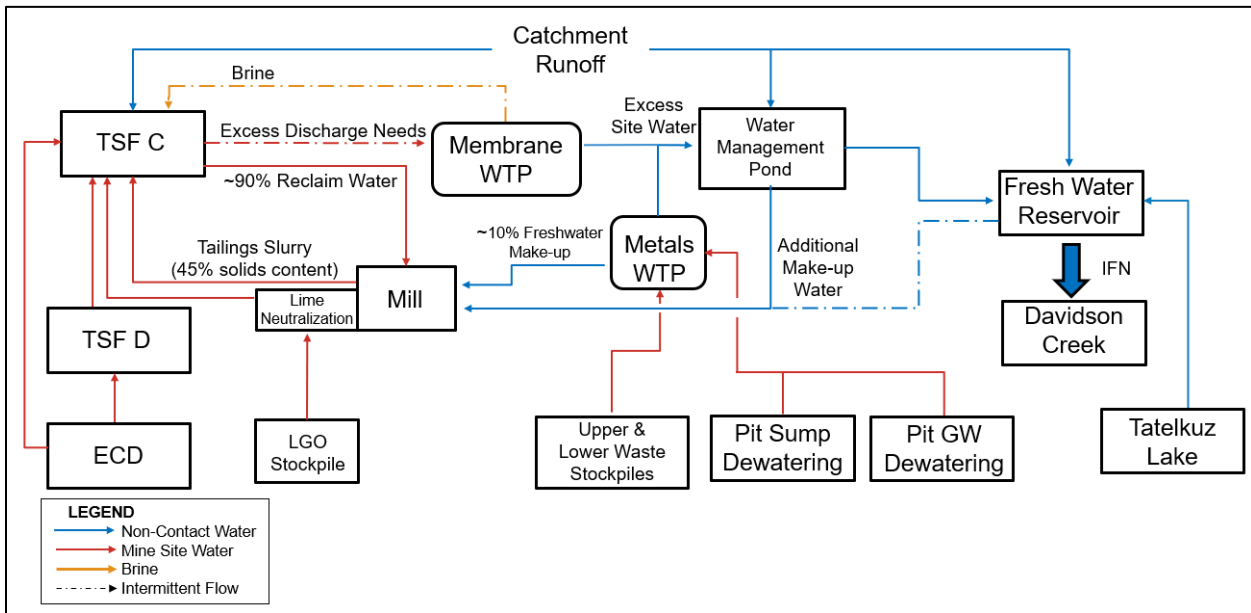 Catchment
Runoff
Brine
TSF C
Excess Discharge Needs
Membrane
WTP
Excess
Site Water
Water
Management
Pond
Fresh Water
Reservoir
~90% Reclaim Water
Tailings Slurry
(45% solids content)
~10% Freshwater
Make-up
Metals
WTP
Additional
Make-up
Water
IFN
Lime
Neutralization
Mill
Davidson
Creek
TSF D
ECD
LGO
Stockpile
Upper &
Lower Waste
Stockpiles
Pit Sump
Dewatering
Pit GW
Dewatering
Tatelkuz
Lake
LEGEND
Non-Contact Water
Mine Site Water
Brine
Intermittent Flow